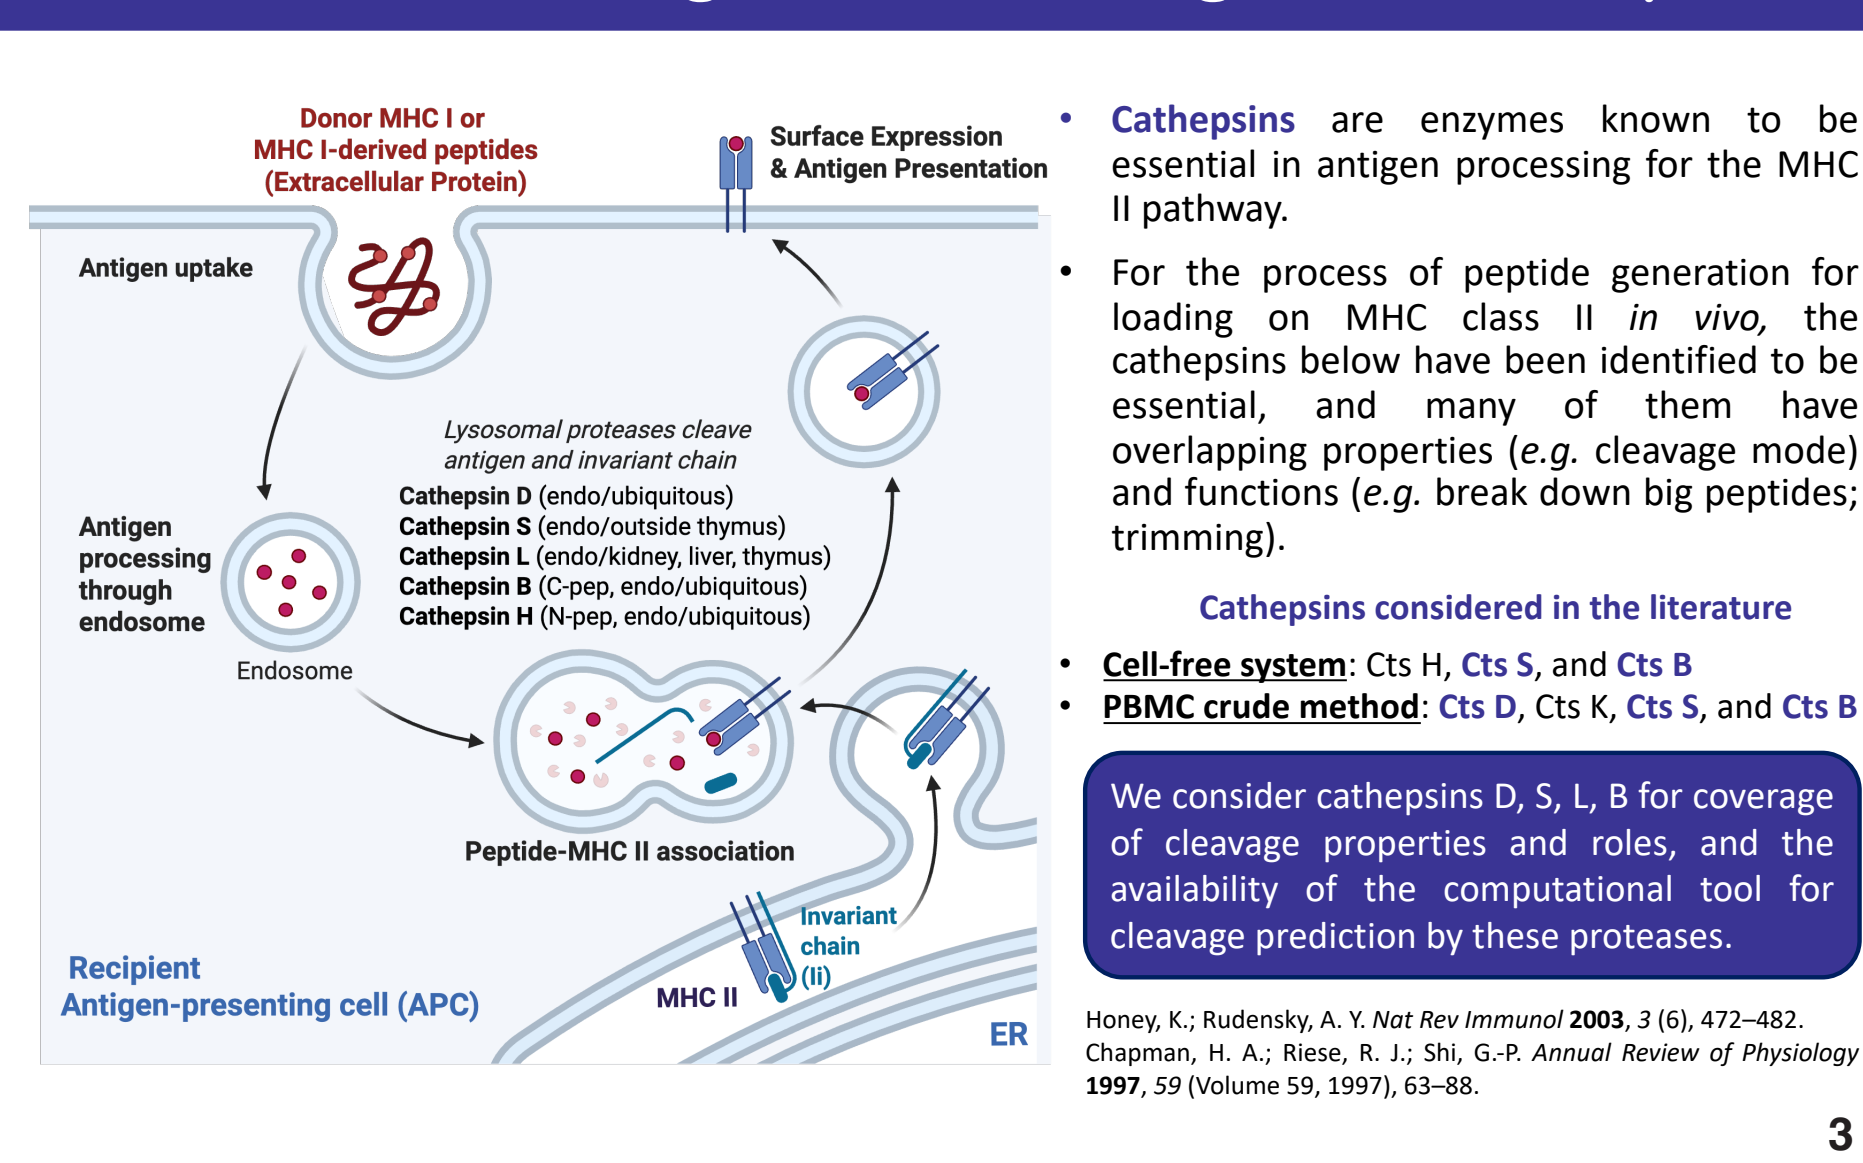 Donor MHC I or
MHC I-derived peptides
(Extracellular Protein)
Surface Expression
& Antigen Presentation
Antigen uptake
Lysosomal proteases cleave
antigen and invariant chain
Cathepsin D (endo/ubiquitous)
Cathepsin S (endo/outside thymus)
Cathepsin L (endo/kidney, liver, thymus)
Cathepsin B (C-pep, endo/ubiquitous)
Cathepsin H (N-pep, endo/ubiquitous)
Antigen
processing
through
endosome
Endosome
Peptide-MHC II association
Invariant
chain
(Ii)
MHC II
Recipient
Antigen-presenting cell (APC)
ER
• Cathepsins are enzymes known to be
essential in antigen processing for the MHC
II pathway.
• For the process of peptide generation for
loading on MHC class II in vivo, the
cathepsins below have been identified to be
essential, and many of them have
overlapping properties (e.g. cleavage mode)
and functions (e.g. break down big peptides;
trimming).
Cathepsins considered in the literature
• Cell-free system: Cts H, Cts S, and Cts B
• PBMC crude method: Cts D, Cts K, Cts S, and Cts B
We consider cathepsins D, S, L, B for coverage
of cleavage properties and roles, and the
availability of the computational tool for
cleavage prediction by these proteases.
Honey, K.; Rudensky, A. Y. Nat Rev Immunol 2003, 3 (6), 472–482.
Chapman, H. A.; Riese, R. J.; Shi, G.-P. Annual Review of Physiology
1997, 59 (Volume 59, 1997), 63–88.
3